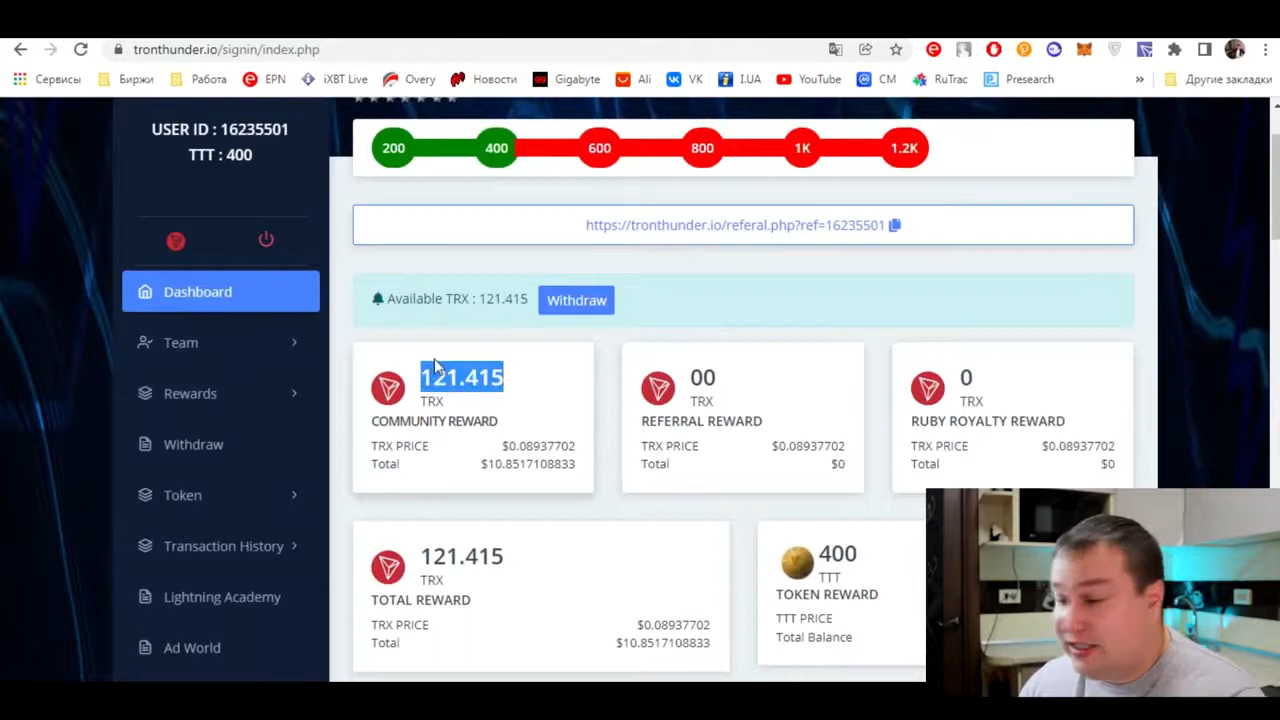 tronthunder.io/signin/index.php
Сервисы Биржи Работа EPN iXBT Live Overy Новости Gigabyte Ali VK I.UA YouTube CM RuTrac Presearch » Другие закладки
USER ID : 16235501
TTT : 400
200 400 600 800 1K 1.2K
https://tronthunder.io/referal.php?ref=16235501
Dashboard
Team
Rewards
Withdraw
Token
Transaction History
Lightning Academy
Ad World
Available TRX : 121.415 Withdraw
121.415
TRX
COMMUNITY REWARD
TRX PRICE $0.08937702
Total $10.8517108833
00
TRX
REFERRAL REWARD
TRX PRICE $0.08937702
Total $0
0
TRX
RUBY ROYALTY REWARD
TRX PRICE $0.08937702
Total $0
121.415
TRX
TOTAL REWARD
TRX PRICE $0.08937702
Total $10.8517108833
400
TTT
TOKEN REWARD
TTT PRICE
Total Balance